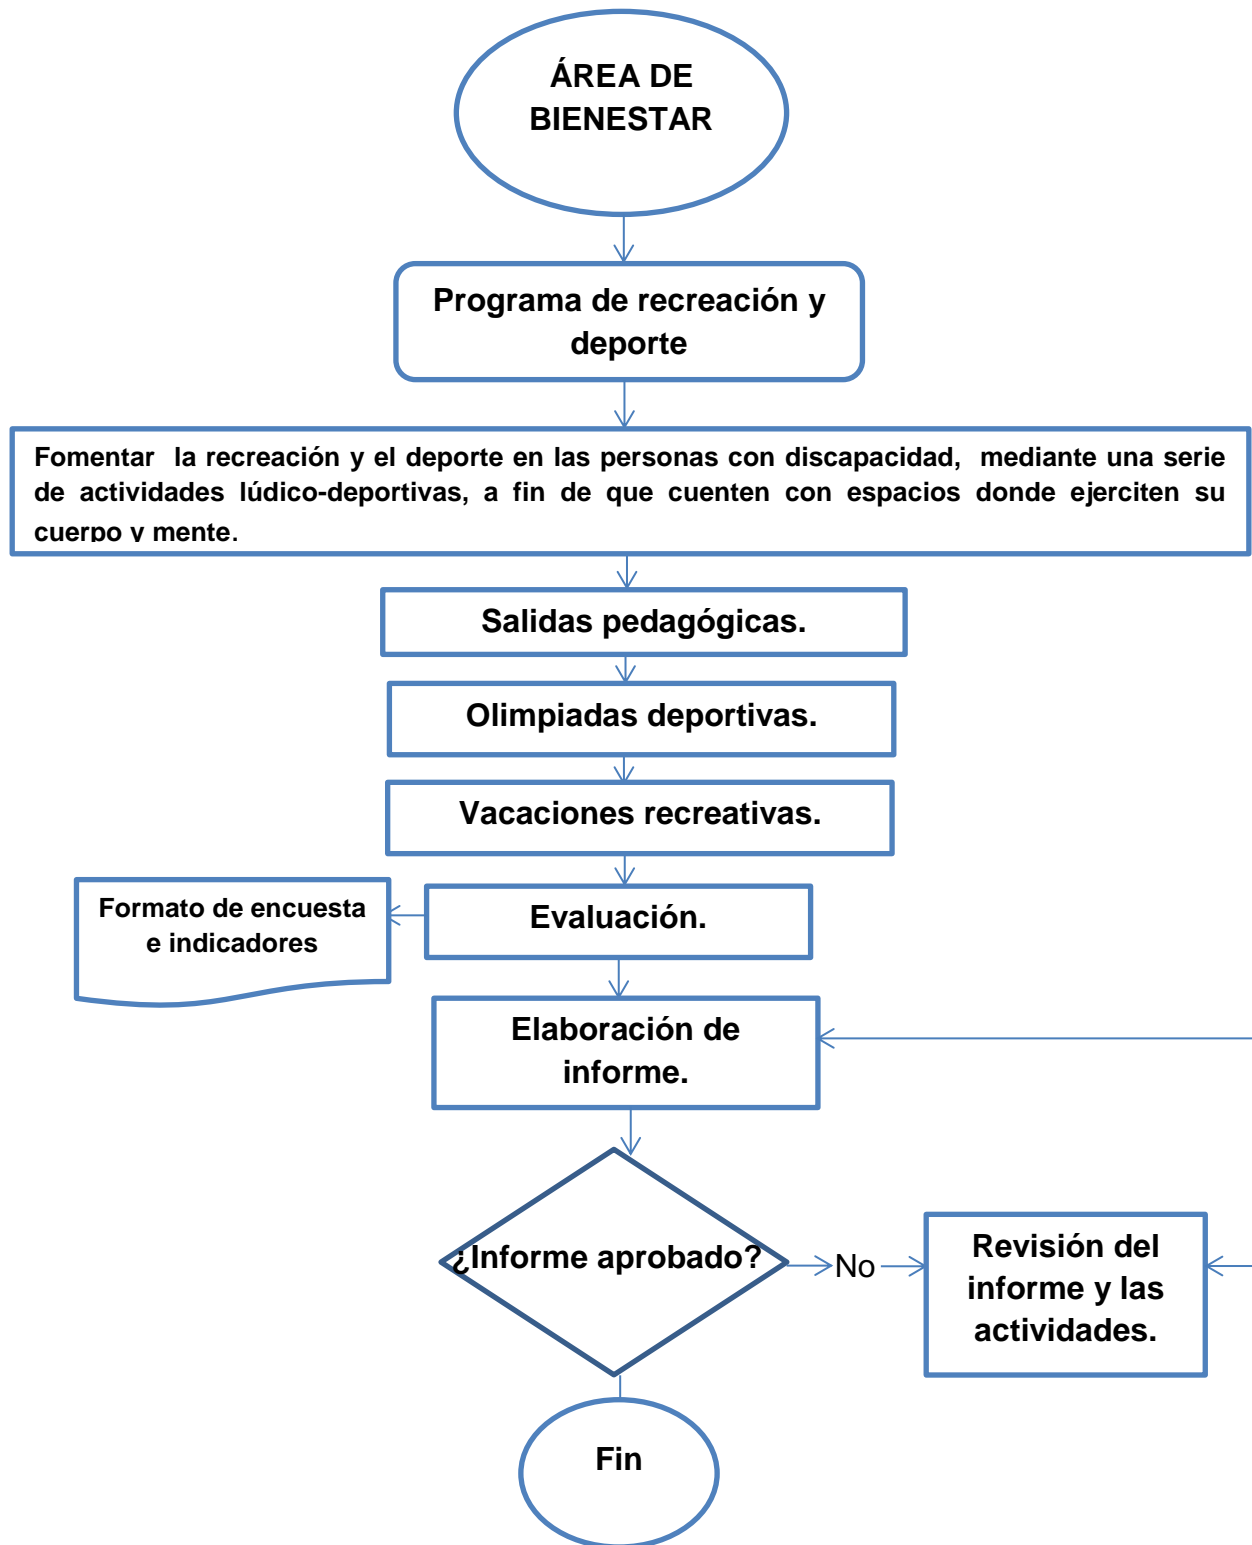 ÁREA DE
BIENESTAR
Programa de recreación y
deporte
Fomentar la recreación y el deporte en las personas con discapacidad, mediante una serie
de actividades lúdico-deportivas, a fin de que cuenten con espacios donde ejerciten su
cuerpo y mente.
Salidas pedagógicas.
Olimpiadas deportivas.
Vacaciones recreativas.
Formato de encuesta
e indicadores
Evaluación.
Elaboración de
informe.
¿Informe aprobado?
No
Revisión del
informe y las
actividades.
Fin